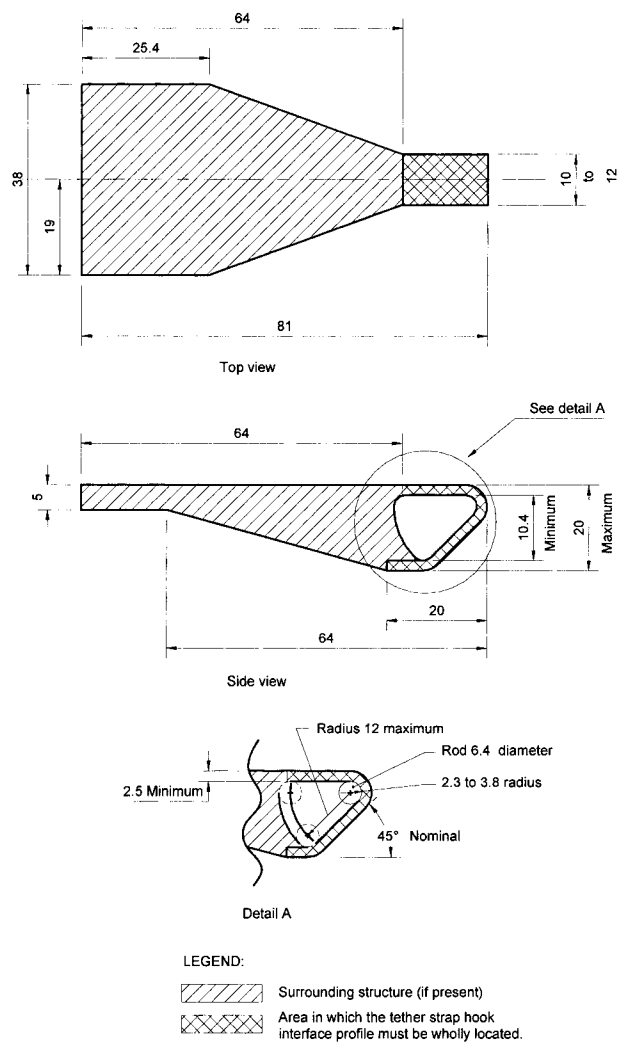 64
25.4
38
19
10
to
12
81
Top view
See detail A
64
5
10.4
Minimum
20
Maximum
20
64
Side view
Radius 12 maximum
Rod 6.4 diameter
2.5 Minimum
2.3 to 3.8 radius
45° Nominal
Detail A
LEGEND:
Surrounding structure (if present)
Area in which the tether strap hook
interface profile must be wholly located.